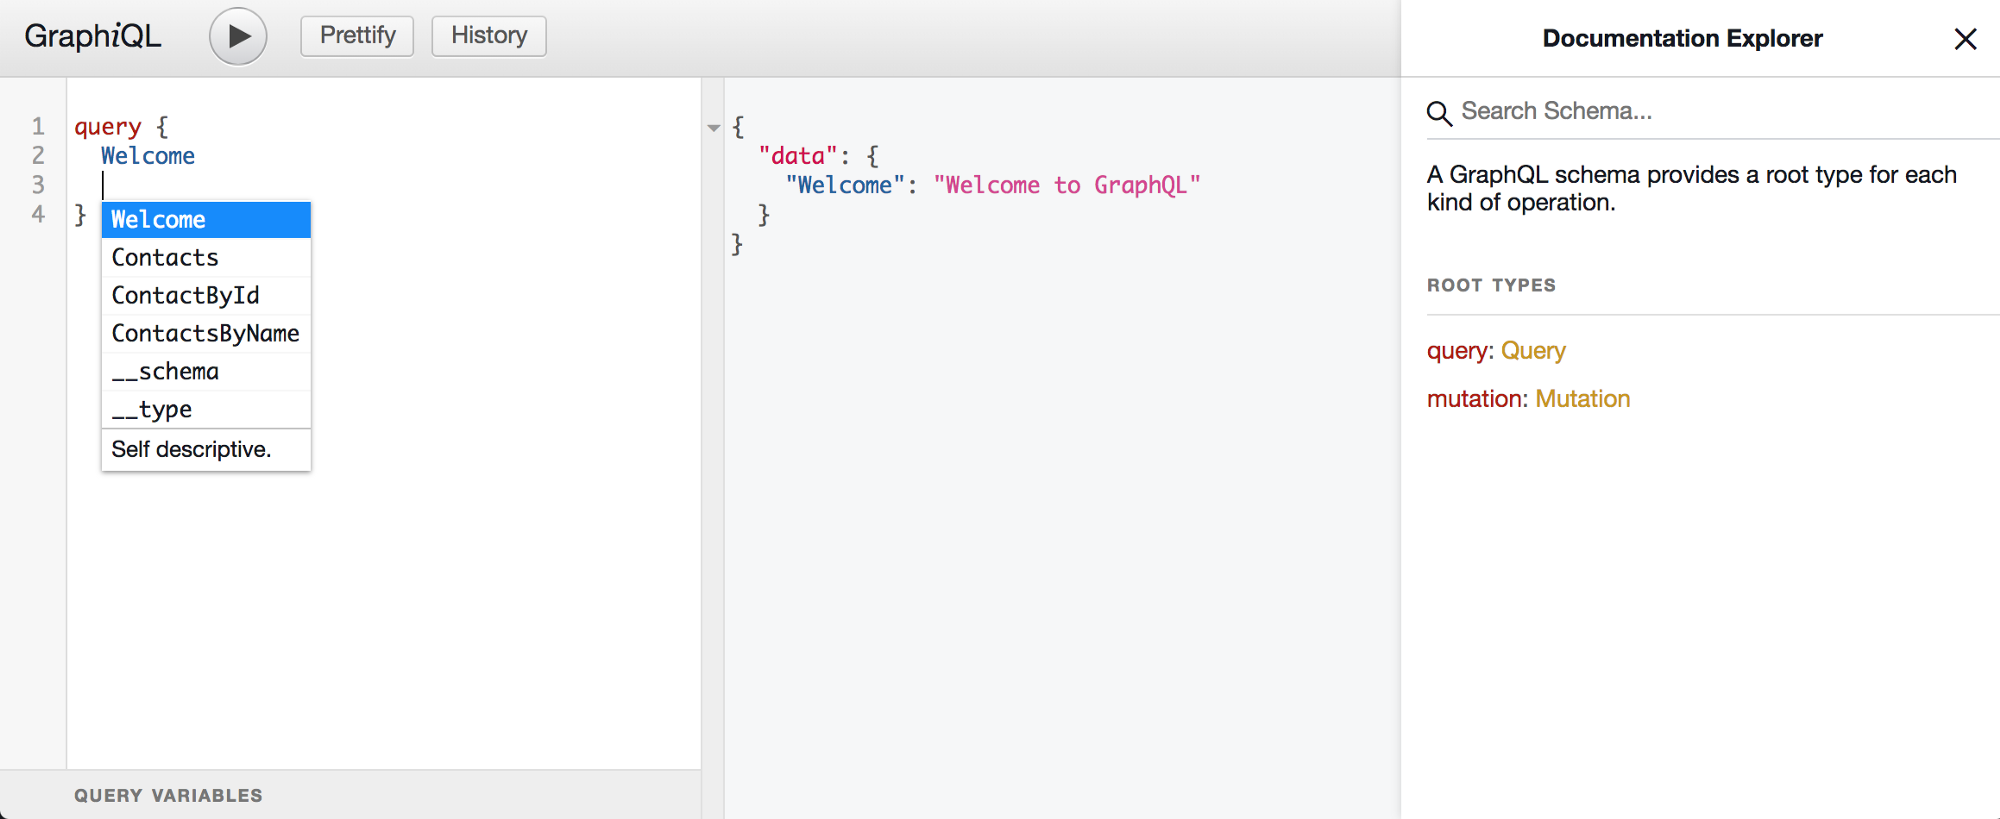 GraphiQL
Prettify
History
1 query {
2 Welcome
3
4 }
Welcome
Contacts
ContactById
ContactsByName
__schema
__type
Self descriptive.
QUERY VARIABLES
{
"data": {
"Welcome": "Welcome to GraphQL"
}
}
Documentation Explorer
Search Schema...
A GraphQL schema provides a root type for each
kind of operation.
ROOT TYPES
query: Query
mutation: Mutation